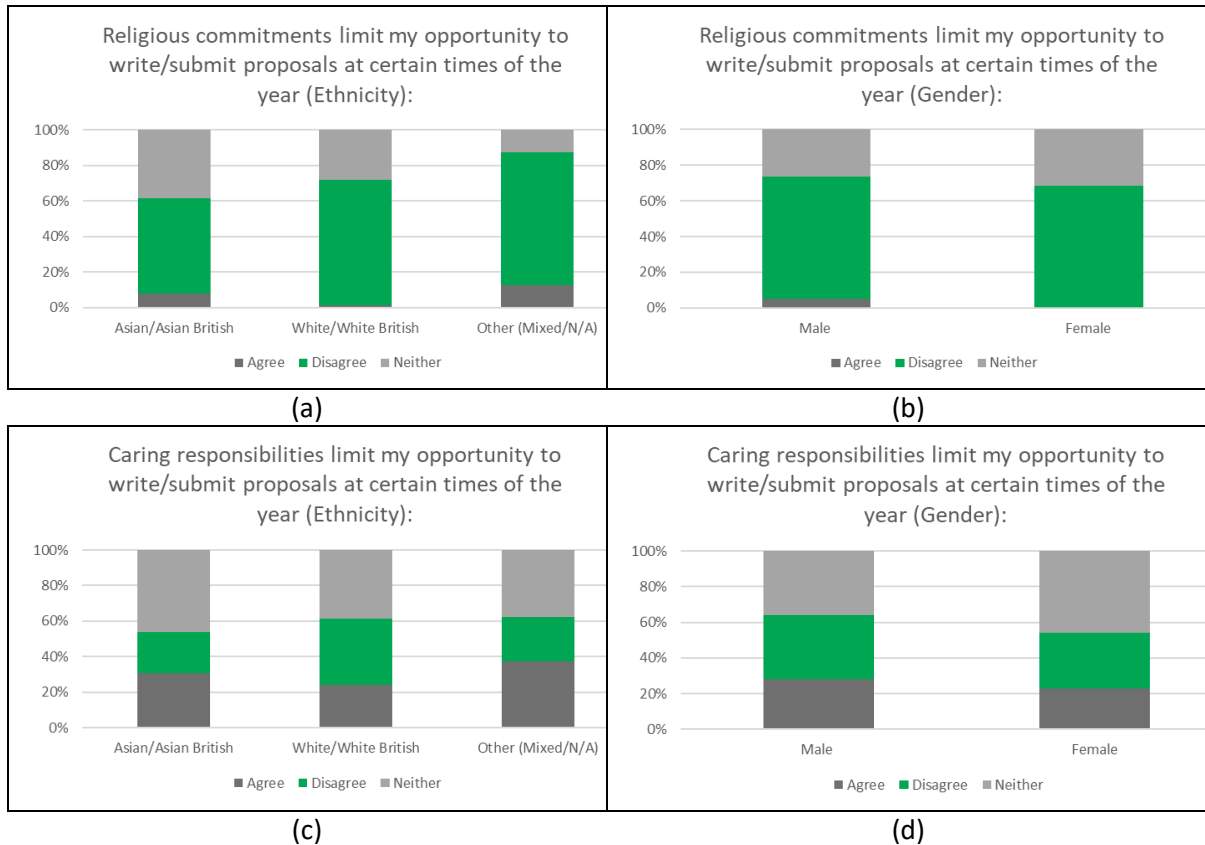 Religious commitments limit my opportunity to
write/submit proposals at certain times of the
year (Ethnicity):
100%
80%
60%
40%
20%
0%
Asian/Asian British White/White British Other (Mixed/N/A)
Agree Disagree Neither
(a)
Religious commitments limit my opportunity to
write/submit proposals at certain times of the
year (Gender):
100%
80%
60%
40%
20%
0%
Male Female
Agree Disagree Neither
(b)
Caring responsibilities limit my opportunity to
write/submit proposals at certain times of the
year (Ethnicity):
100%
80%
60%
40%
20%
0%
Asian/Asian British White/White British Other (Mixed/N/A)
Agree Disagree Neither
(c)
Caring responsibilities limit my opportunity to
write/submit proposals at certain times of the
year (Gender):
100%
80%
60%
40%
20%
0%
Male Female
Agree Disagree Neither
(d)